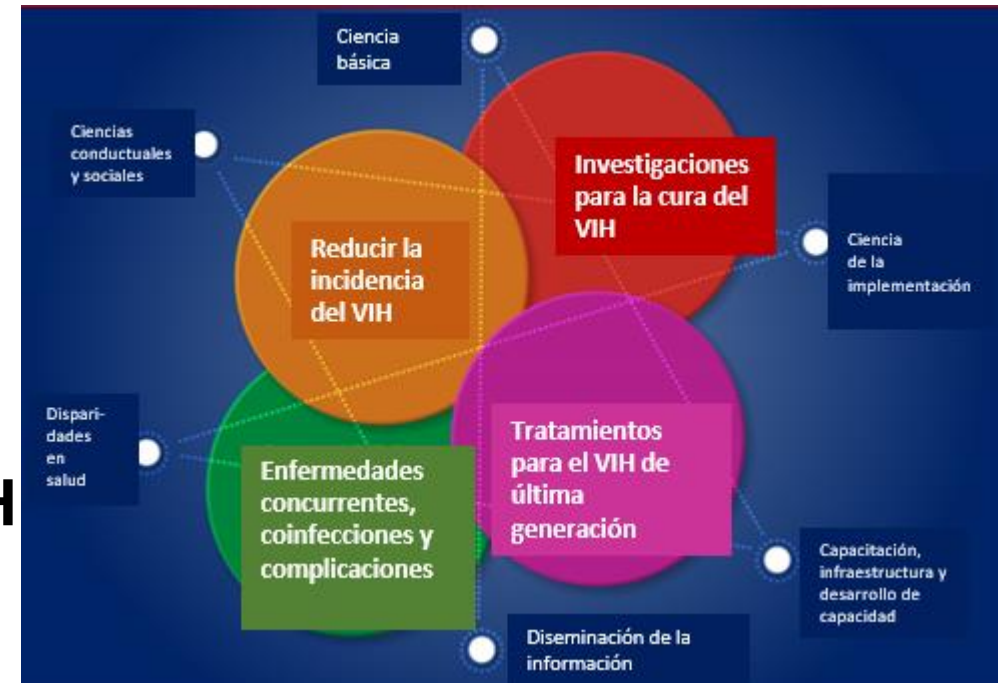 Ciencia
básica
Ciencias
conductuales
y sociales
Investigaciones
para la cura del
VIH
Reducir la
incidencia
del VIH
Ciencia
de la
implementación
Dispari-
dades
en
salud
H
Enfermedades
concurrentes,
coinfecciones y
complicaciones
Tratamientos
para el VIH de
última
generación
Capacitación,
infraestructura y
desarrollo de
capacidad
Diseminación de la
información